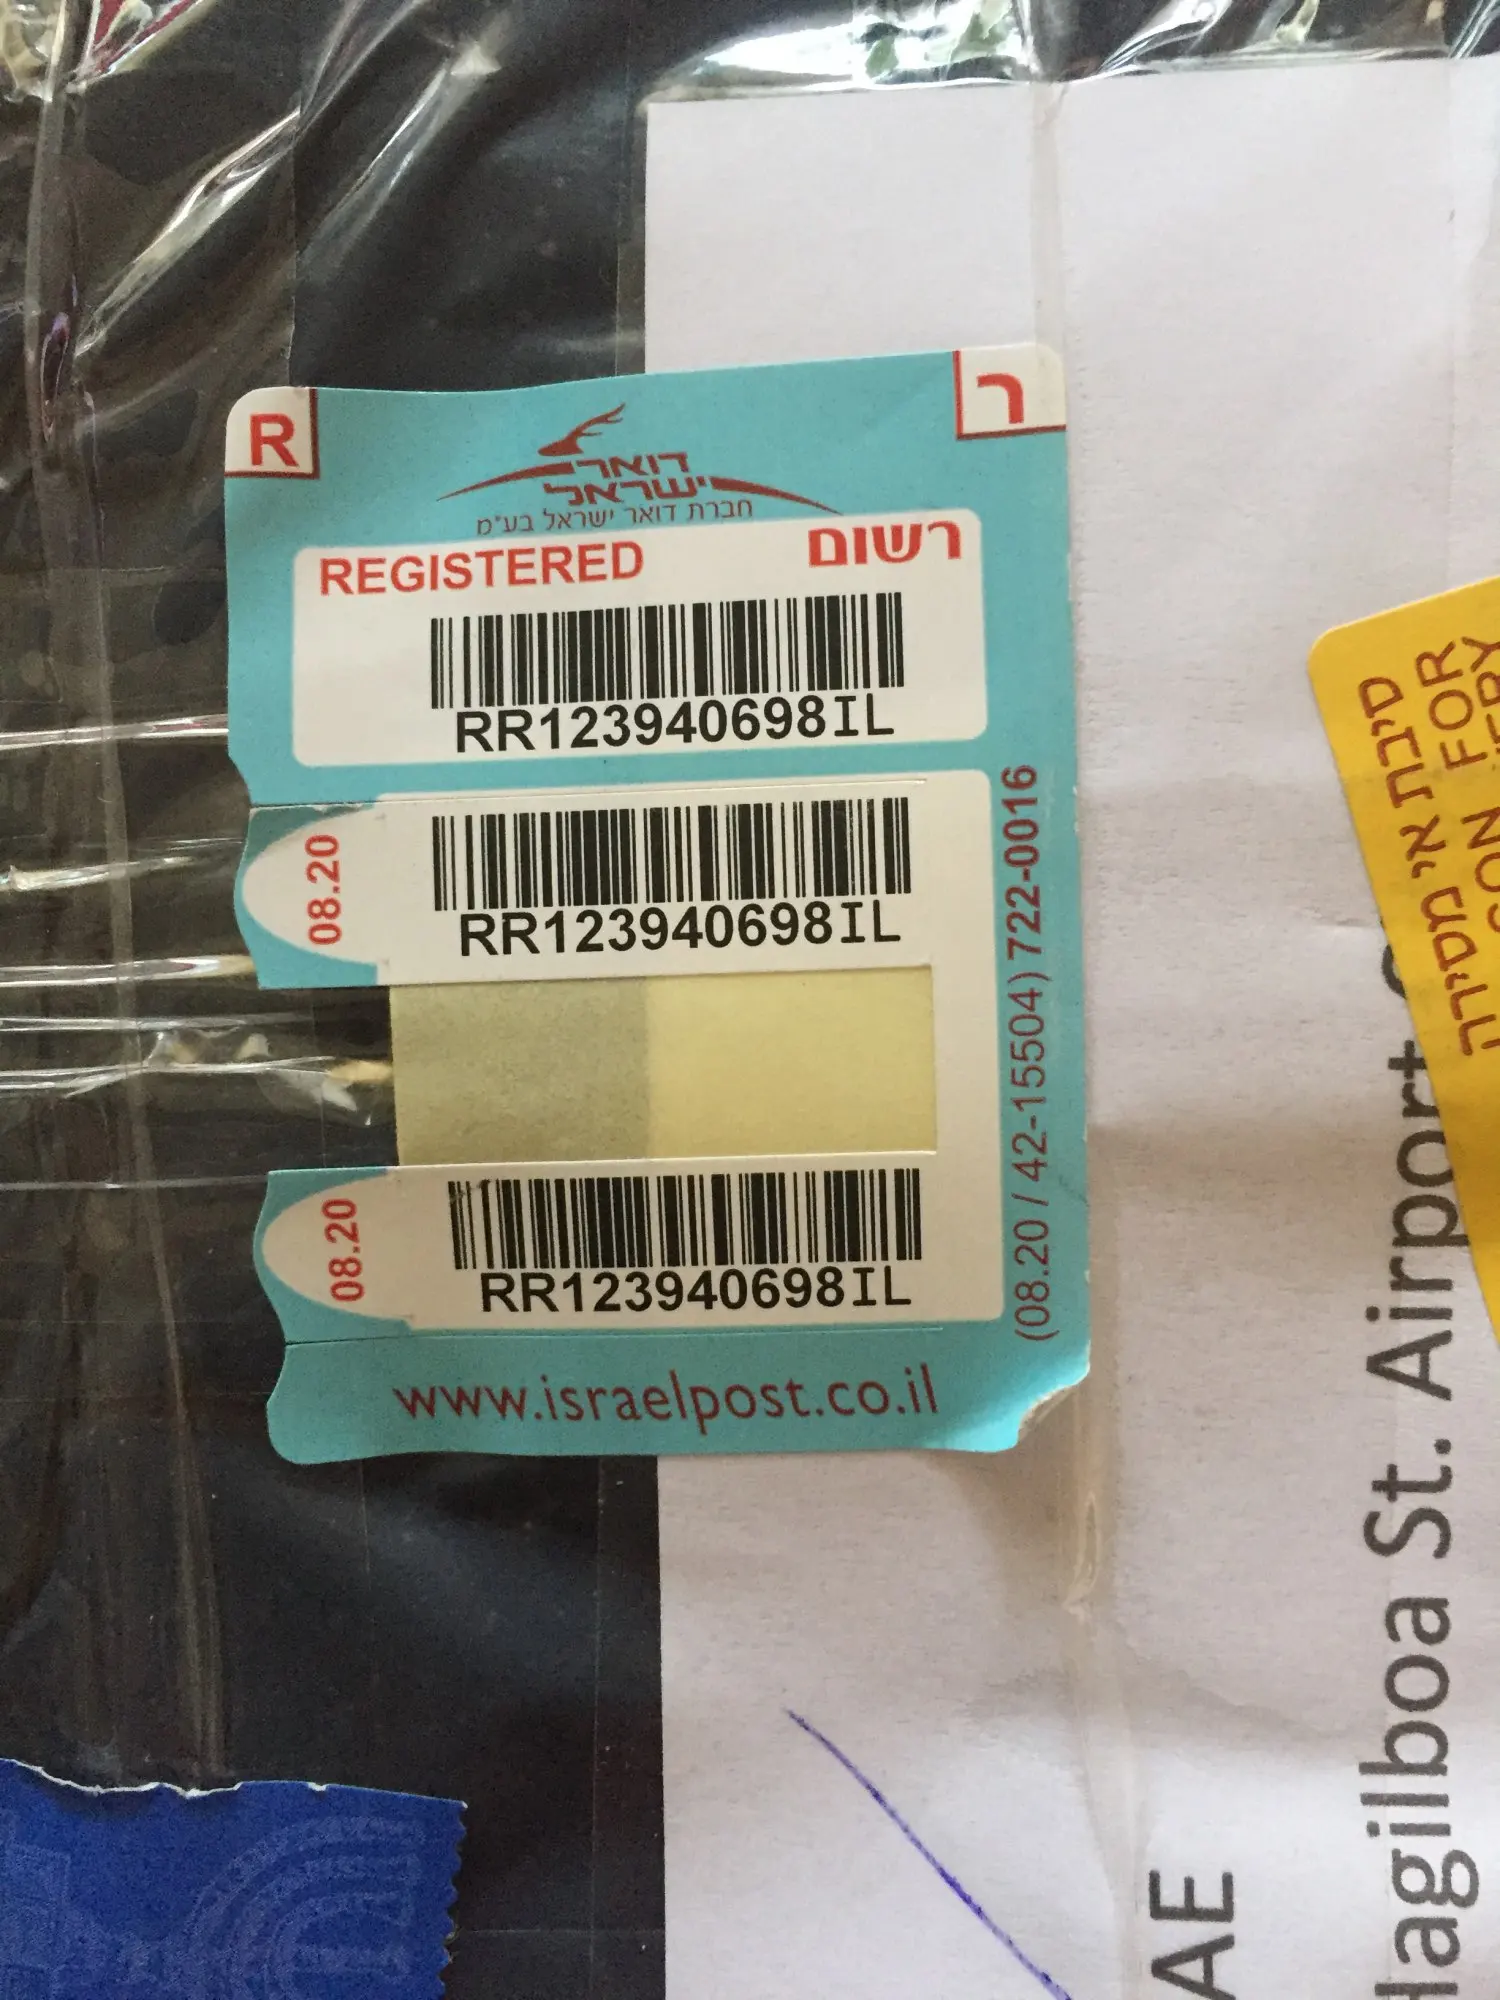 R
ר
דואר
ישראל
חברת דואר ישראל בע"מ
REGISTERED רשום
RR123940698IL
08.20
RR123940698IL
08.20
RR123940698IL
(08.20 / 42-15504) 722-0016
www.israelpost.co.il
סיבת אי מסירה
FOR
AE
Hagilboa St. Airport